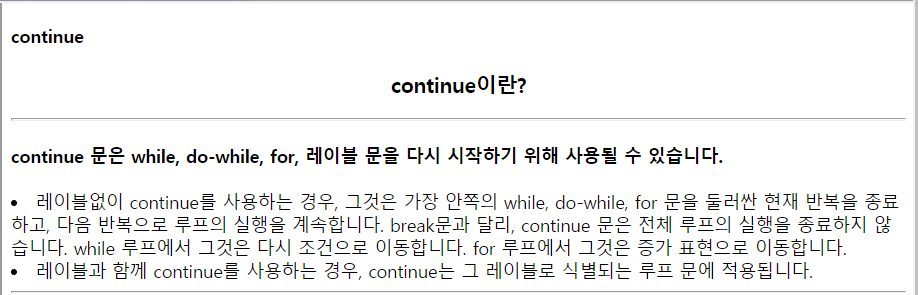 continue
continue이란?
continue 문은 while, do-while, for, 레이블 문을 다시 시작하기 위해 사용될 수 있습니다.
• 레이블없이 continue를 사용하는 경우, 그것은 가장 안쪽의 while, do-while, for 문을 둘러싼 현재 반복을 종료
하고, 다음 반복으로 루프의 실행을 계속합니다. break문과 달리, continue 문은 전체 루프의 실행을 종료하지 않
습니다. while 루프에서 그것은 다시 조건으로 이동합니다. for 루프에서 그것은 증가 표현으로 이동합니다.
• 레이블과 함께 continue를 사용하는 경우, continue는 그 레이블로 식별되는 루프 문에 적용됩니다.